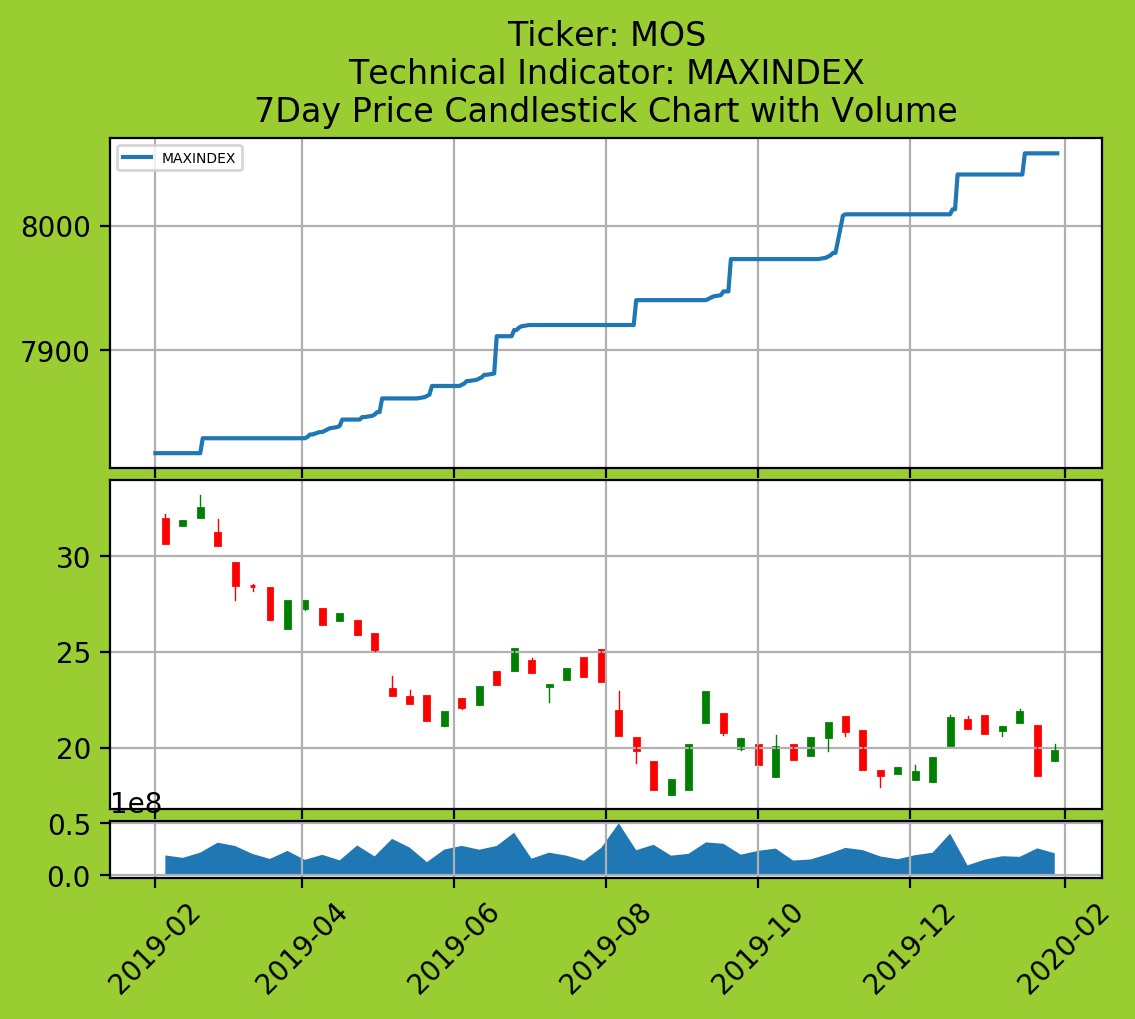 Ticker: MOS
Technical Indicator: MAXINDEX
7Day Price Candlestick Chart with Volume
MAXINDEX
8000
7900
30
25
20
1e8
0.5
0.0
2019-02
2019-04
2019-06
2019-08
2019-10
2019-12
2020-02